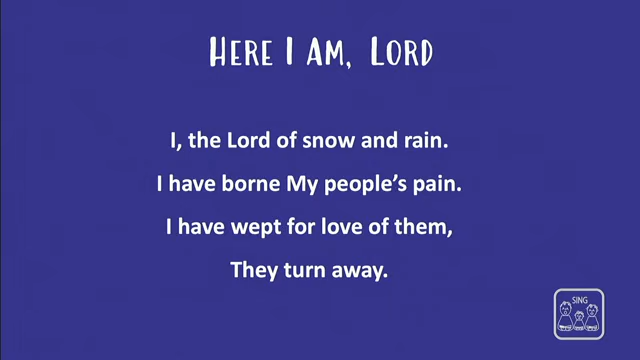 HERE I AM, LORD
I, the Lord of snow and rain.
I have borne My people's pain.
I have wept for love of them,
They turn away.
SING